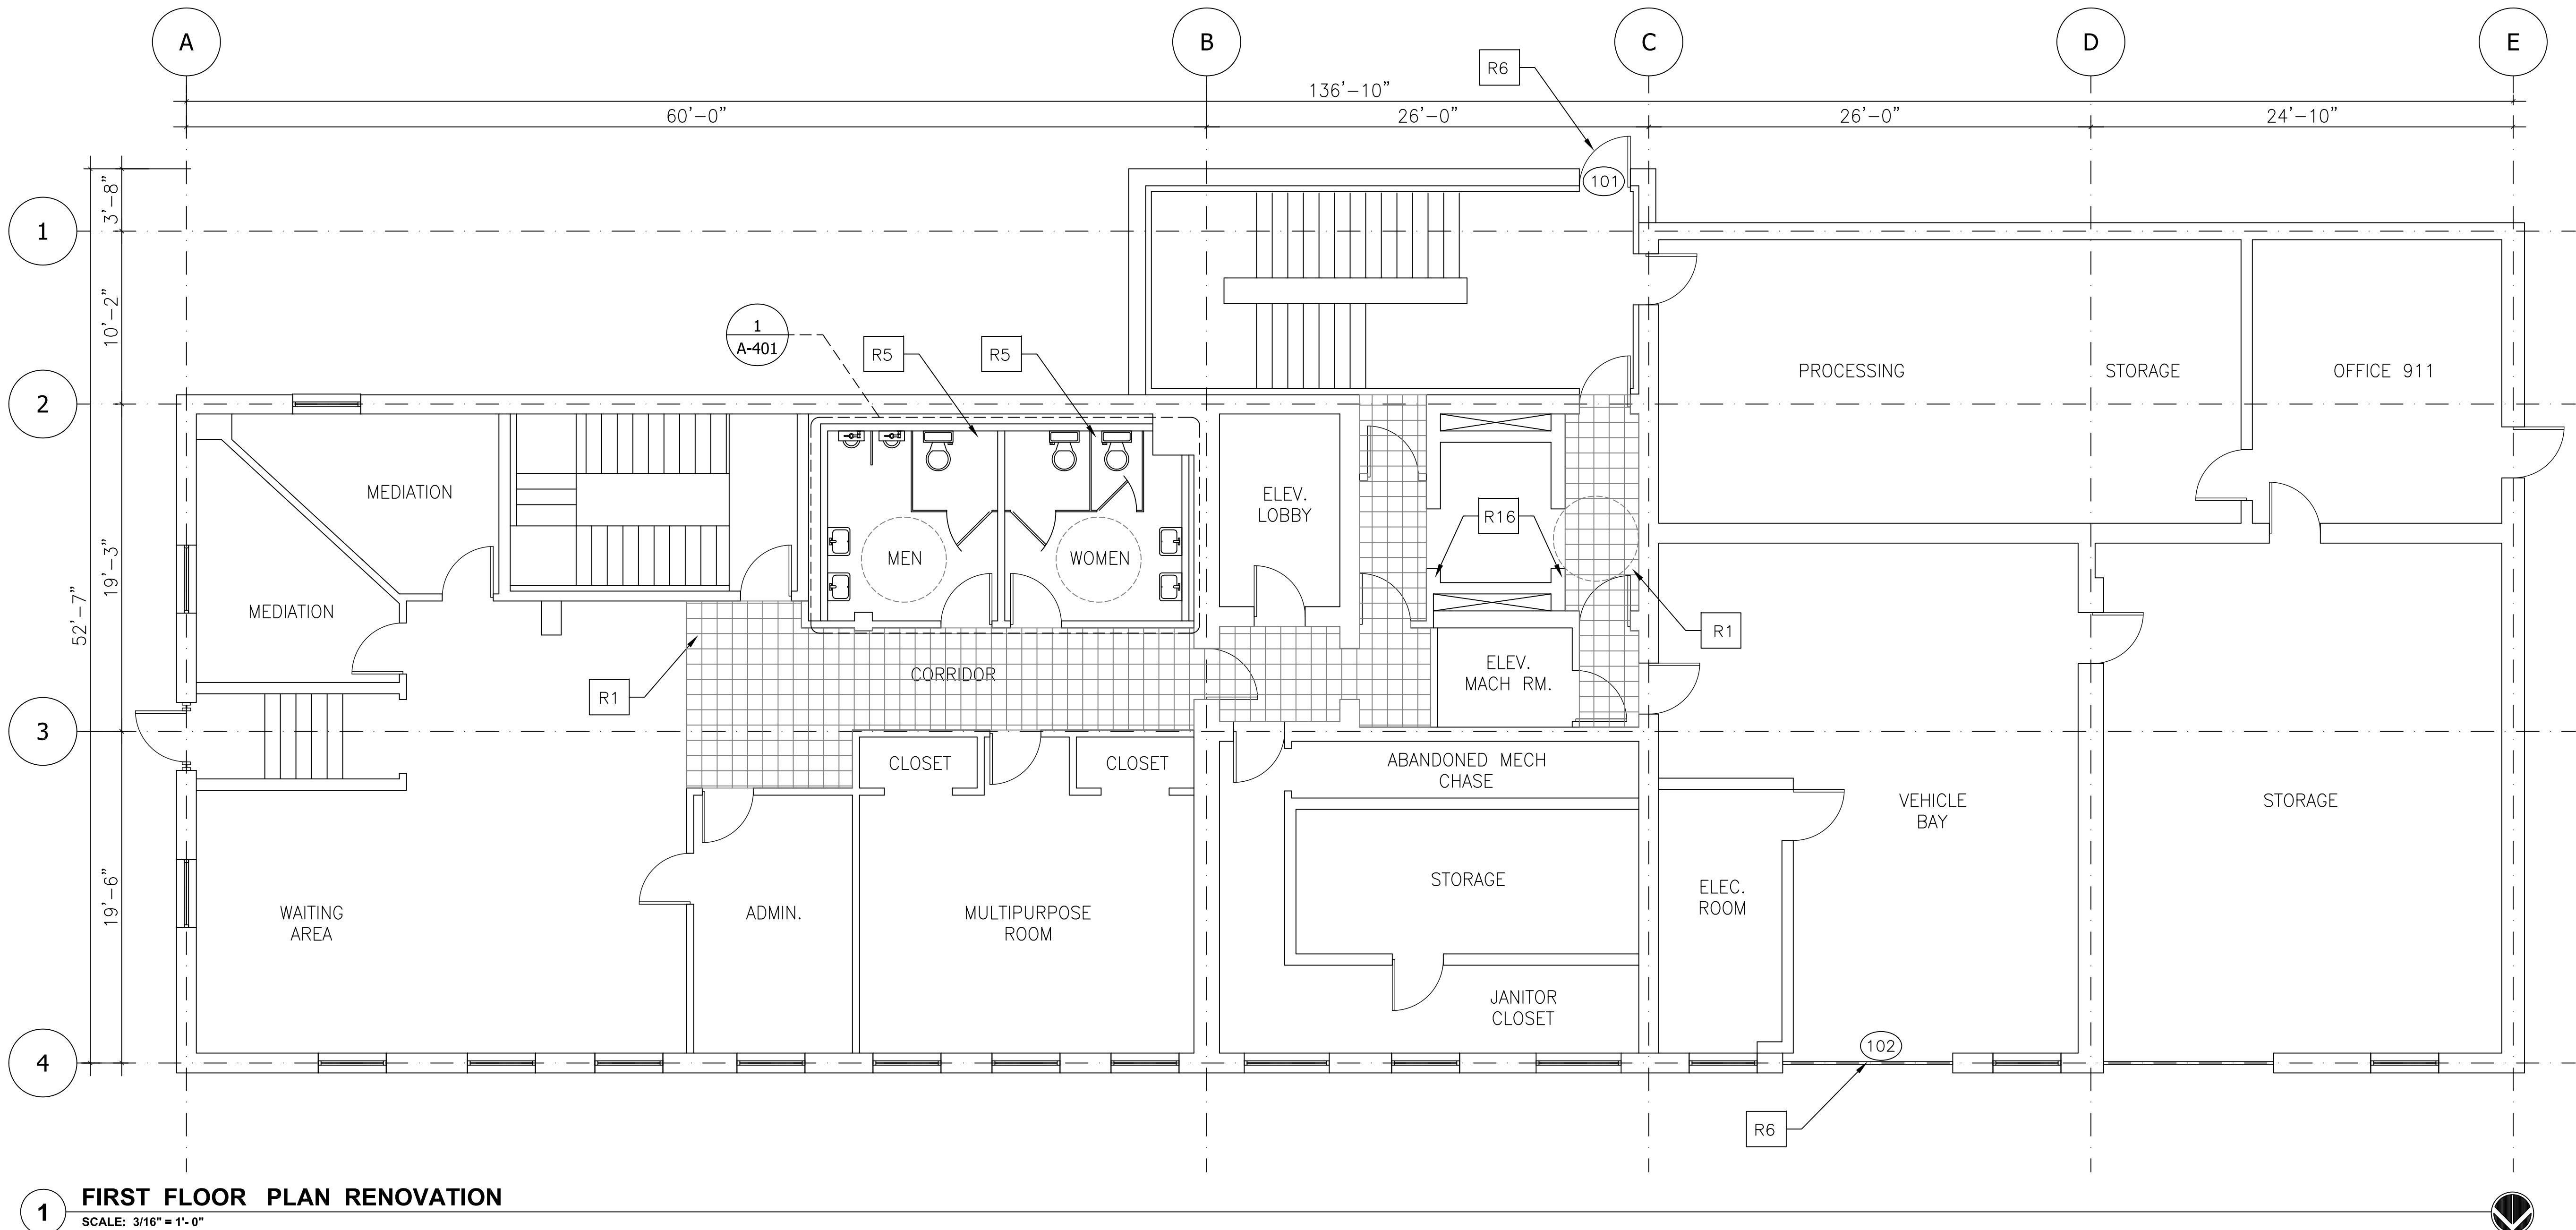 A
B
C
D
E
R6
136'-10"
60'-0"
26'-0"
26'-0"
24'-10"
101
3'-8"
1
10'-2"
1
A-401
R5
R5
PROCESSING
STORAGE
OFFICE 911
2
MEDIATION
ELEV.
LOBBY
R16
19'-3"
MEN
WOMEN
MEDIATION
52'-7"
R1
CORRIDOR
ELEV.
MACH RM.
R1
3
CLOSET
CLOSET
ABANDONED MECH
CHASE
VEHICLE
BAY
STORAGE
19'-6"
STORAGE
ELEC.
ROOM
WAITING
AREA
ADMIN.
MULTIPURPOSE
ROOM
JANITOR
CLOSET
102
4
R6
1
FIRST FLOOR PLAN RENOVATION
SCALE: 3/16" = 1'- 0"